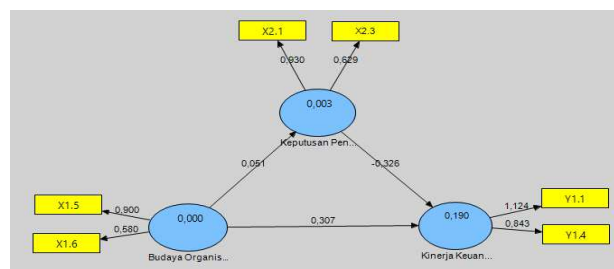 X2.1
X2.3
0,930
0,629
0,003
Keputusan Pen...
0,051
-0,326
X1.5
0,900
X1.6
0,580
0,000
Budaya Organis...
0,307
0,190
Kinerja Keuan...
1,124
Y1.1
0,843
Y1.4